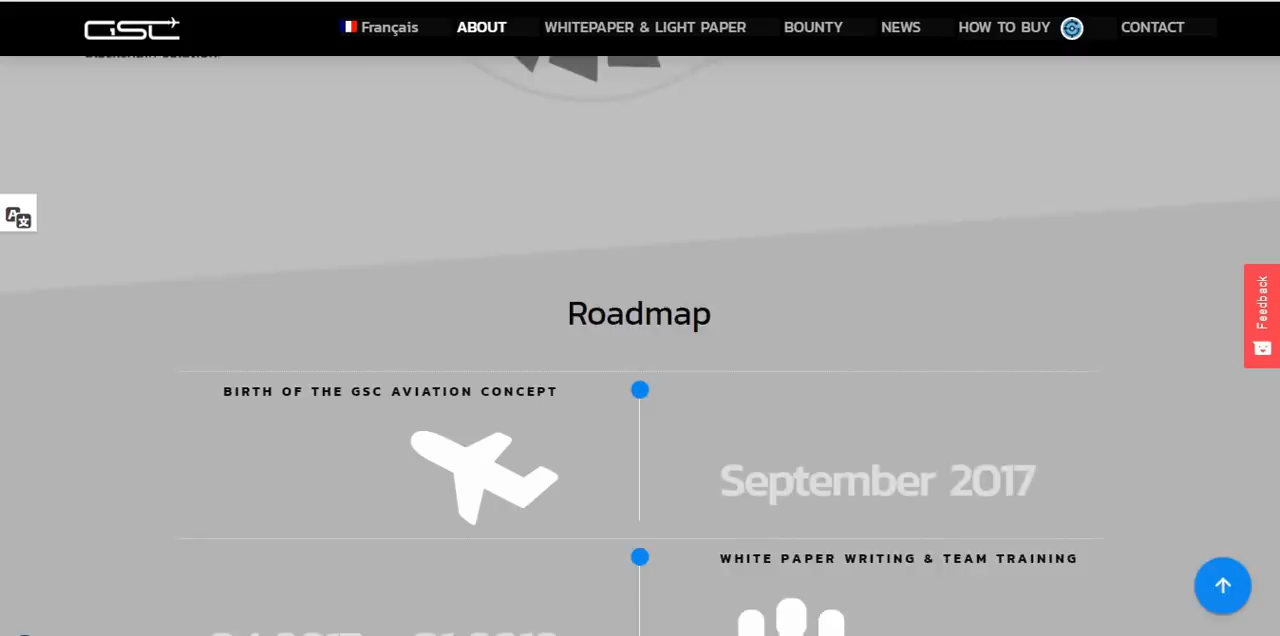 GSC
Français
ABOUT
WHITEPAPER & LIGHT PAPER
BOUNTY
NEWS
HOW TO BUY
CONTACT
Feedback
Roadmap
BIRTH OF THE GSC AVIATION CONCEPT
September 2017
WHITE PAPER WRITING & TEAM TRAINING